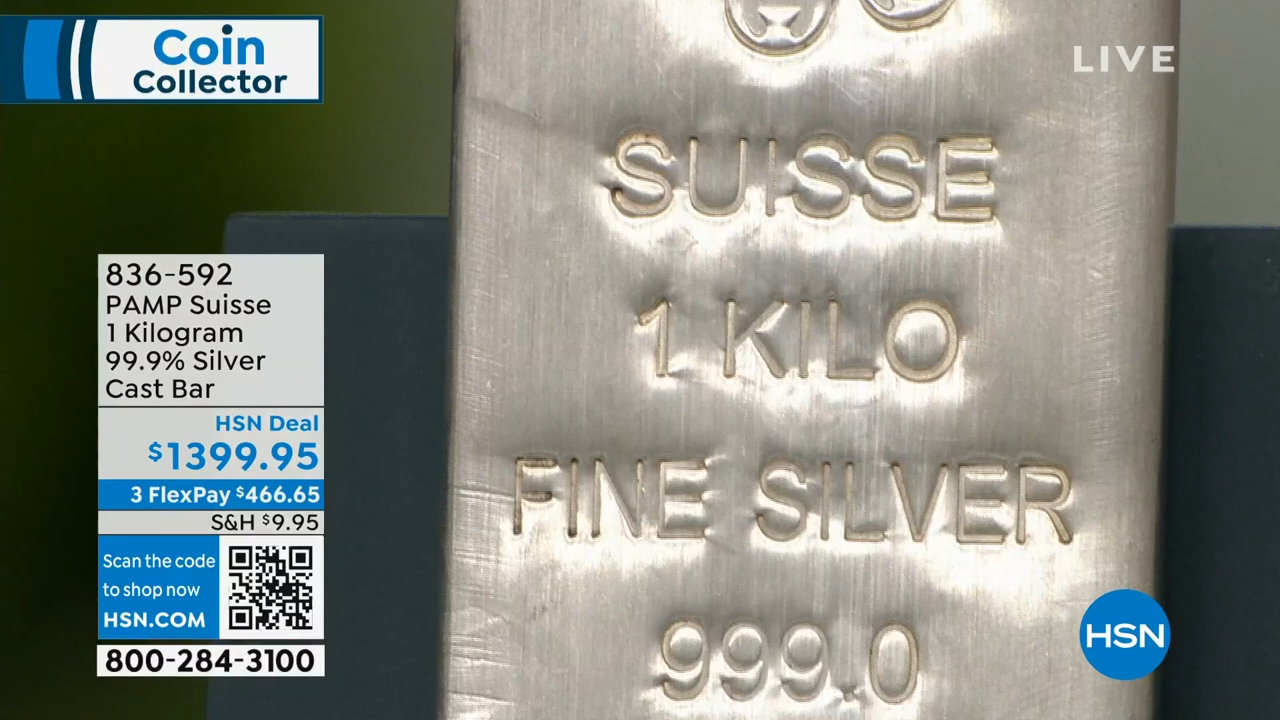 Coin
Collector
LIVE
SUISSE
1 KILO
FINE SILVER
999.0
836-592
PAMP Suisse
1 Kilogram
99.9% Silver
Cast Bar
HSN Deal
$1399.95
3 FlexPay $466.65
S&H $9.95
Scan the code
to shop now
HSN.COM
800-284-3100
HSN